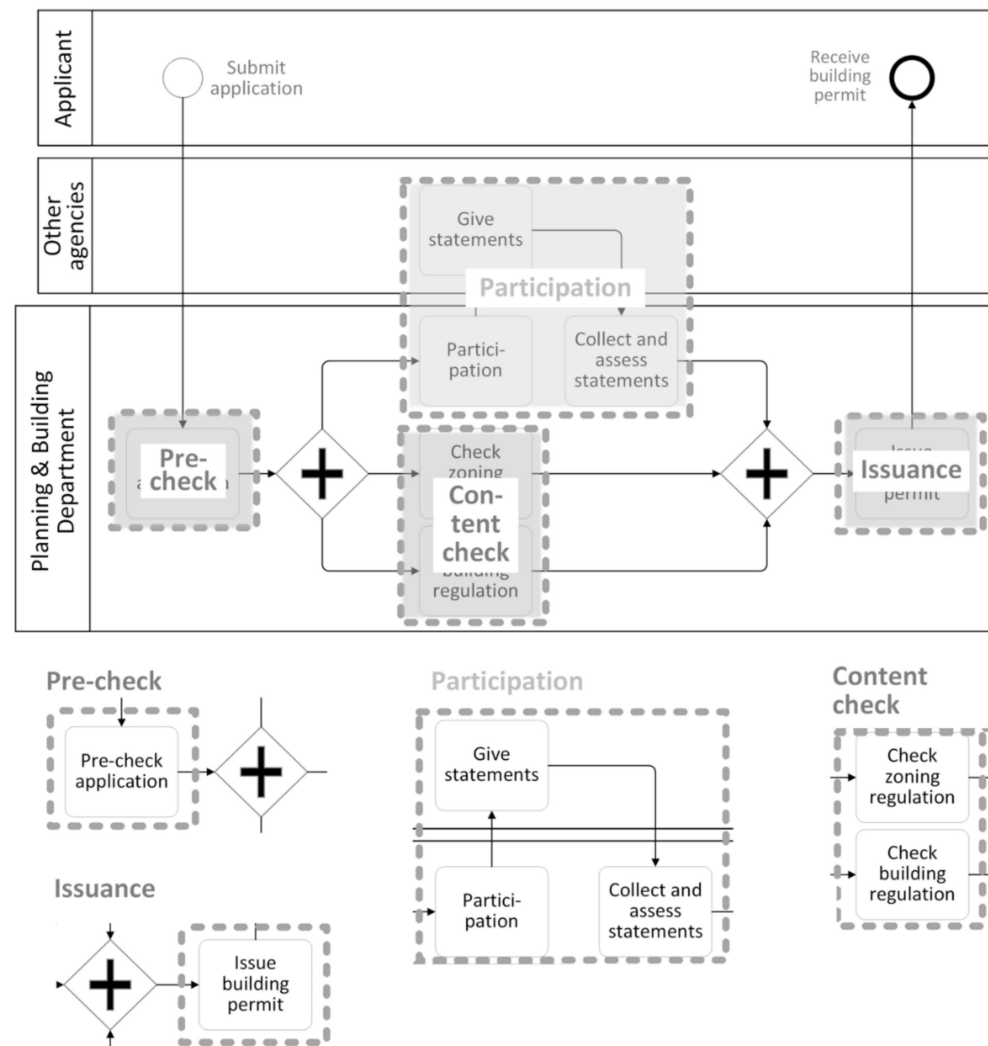 Applicant
Submit
application
Receive
building
permit
Other
agencies
Give
statements
Participation
Planning & Building
Department
Partici-
pation
Collect and
assess
statements
Pre-
check
Check
zoning
Con-
tent
check
building
regulation
Issue
Issuance
permit
Pre-check
Pre-check
application
Participation
Give
statements
Partici-
pation
Collect and
assess
statements
Content
check
Check
zoning
regulation
Check
building
regulation
Issuance
Issue
building
permit